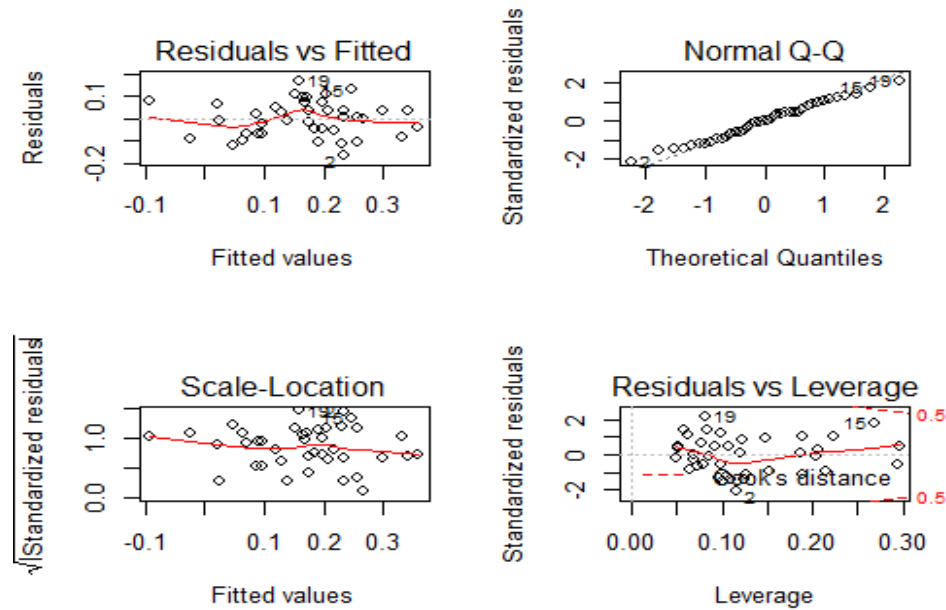 Residuals vs Fitted
Residuals
0.1
-0.2
19
15
2
-0.1 0.1 0.2 0.3
Fitted values
Normal Q-Q
Standardized residuals
2
0
-2
15 19
2
-2 -1 0 1 2
Theoretical Quantiles
Scale-Location
√|Standardized residuals|
1.0
0.0
19
15
-0.1 0.1 0.2 0.3
Fitted values
Residuals vs Leverage
Standardized residuals
2
0
-2
19
15
2
0.5
0.5
Cook's distance
0.00 0.10 0.20 0.30
Leverage